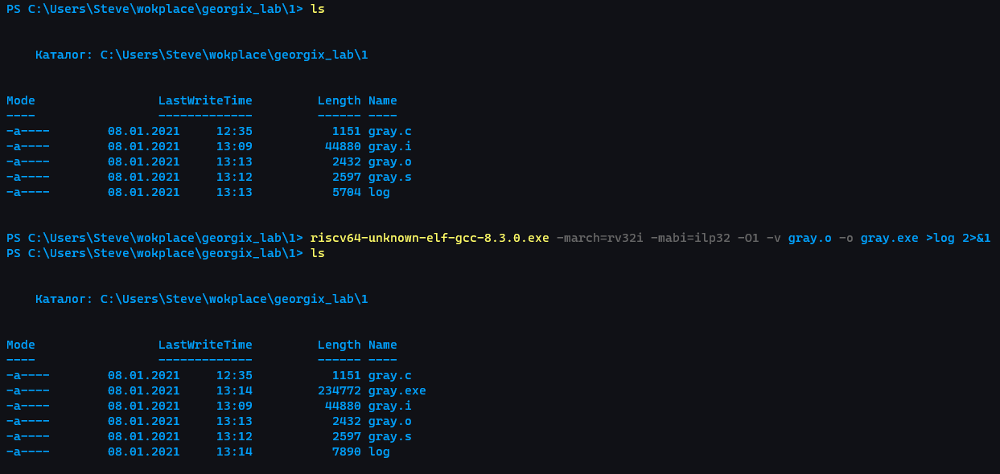 PS C:\Users\Steve\wokplace\georgix_lab\1> ls
Каталог: C:\Users\Steve\wokplace\georgix_lab\1
Mode                 LastWriteTime         Length Name
----                 -------------         ------ ----
-a----        08.01.2021     12:35           1151 gray.c
-a----        08.01.2021     13:09          44880 gray.i
-a----        08.01.2021     13:13           2432 gray.o
-a----        08.01.2021     13:12           2597 gray.s
-a----        08.01.2021     13:13           5704 log
PS C:\Users\Steve\wokplace\georgix_lab\1> riscv64-unknown-elf-gcc-8.3.0.exe -march=rv32i -mabi=ilp32 -O1 -v gray.o -o gray.exe >log 2>&1
PS C:\Users\Steve\wokplace\georgix_lab\1> ls
Каталог: C:\Users\Steve\wokplace\georgix_lab\1
Mode                 LastWriteTime         Length Name
----                 -------------         ------ ----
-a----        08.01.2021     12:35           1151 gray.c
-a----        08.01.2021     13:14         234772 gray.exe
-a----        08.01.2021     13:09          44880 gray.i
-a----        08.01.2021     13:13           2432 gray.o
-a----        08.01.2021     13:12           2597 gray.s
-a----        08.01.2021     13:14           7890 log